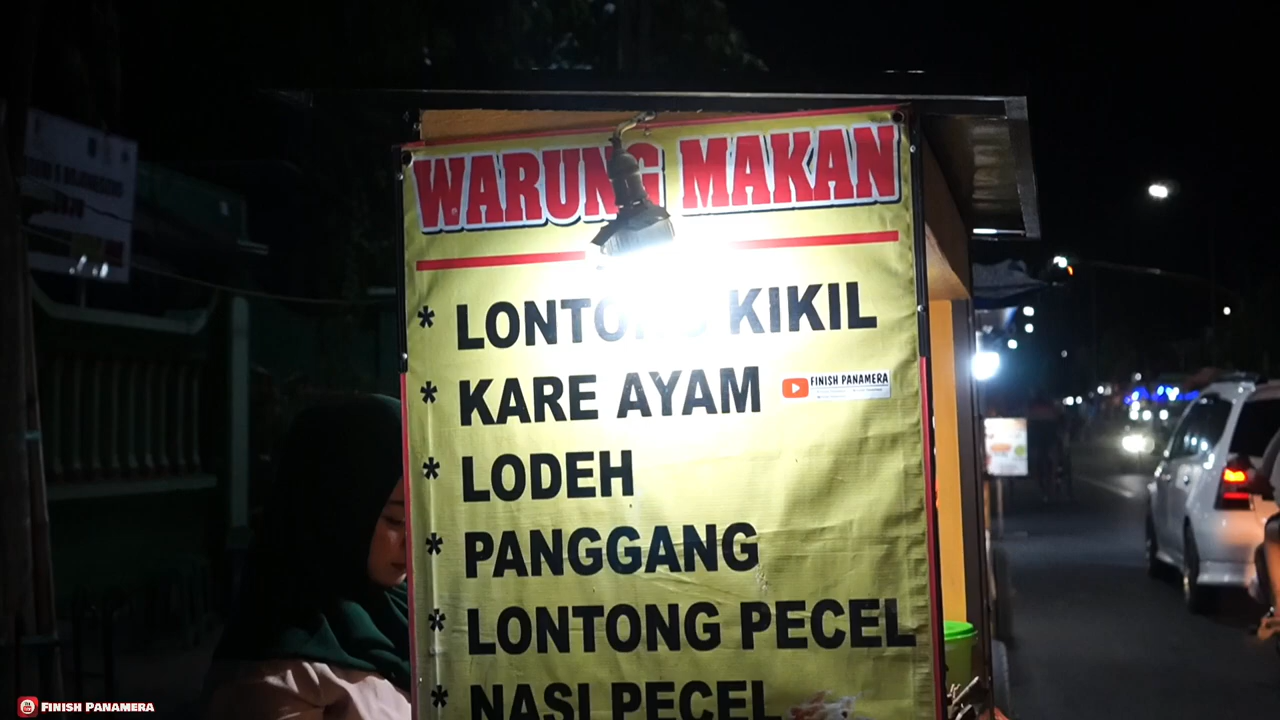 WARUNG MAKAN
* LONTONG KIKIL
* KARE AYAM
FINISH PANAMERA
* LODEH
* PANGGANG
* LONTONG PECEL
* NASI PECEL
FINISH PANAMERA